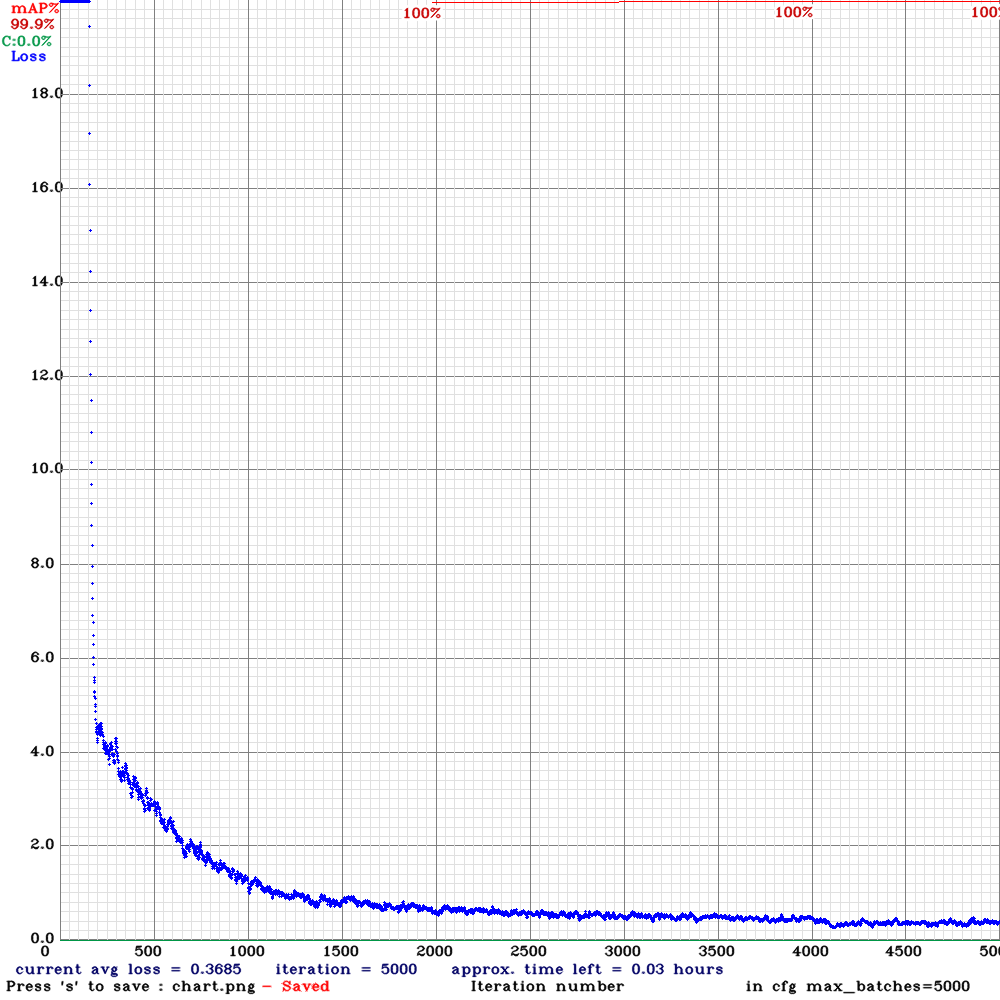 mAP%
99.9%
C:0.0%
Loss
100%
100%
100
18.0
16.0
14.0
12.0
10.0
8.0
6.0
4.0
2.0
0.0
0 500 1000 1500 2000 2500 3000 3500 4000 4500 500
current avg loss = 0.3685 iteration = 5000 approx. time left = 0.03 hours
Press 's' to save : chart.png - Saved Iteration number in cfg max_batches=5000